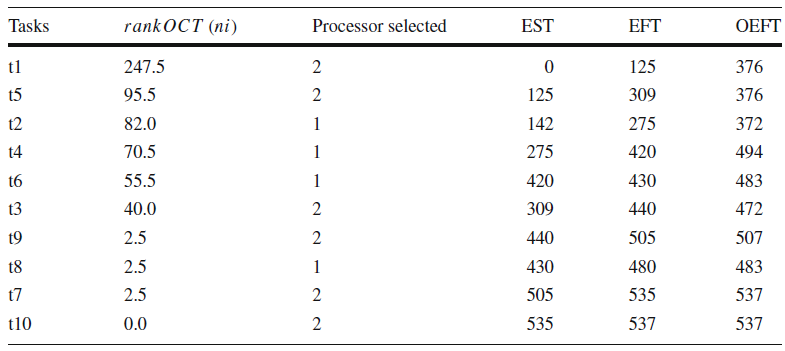 Tasks rankOCT (ni) Processor selected EST EFT OEFT
t1 247.5 2 0 125 376
t5 95.5 2 125 309 376
t2 82.0 1 142 275 372
t4 70.5 1 275 420 494
t6 55.5 1 420 430 483
t3 40.0 2 309 440 472
t9 2.5 2 440 505 507
t8 2.5 1 430 480 483
t7 2.5 2 505 535 537
t10 0.0 2 535 537 537